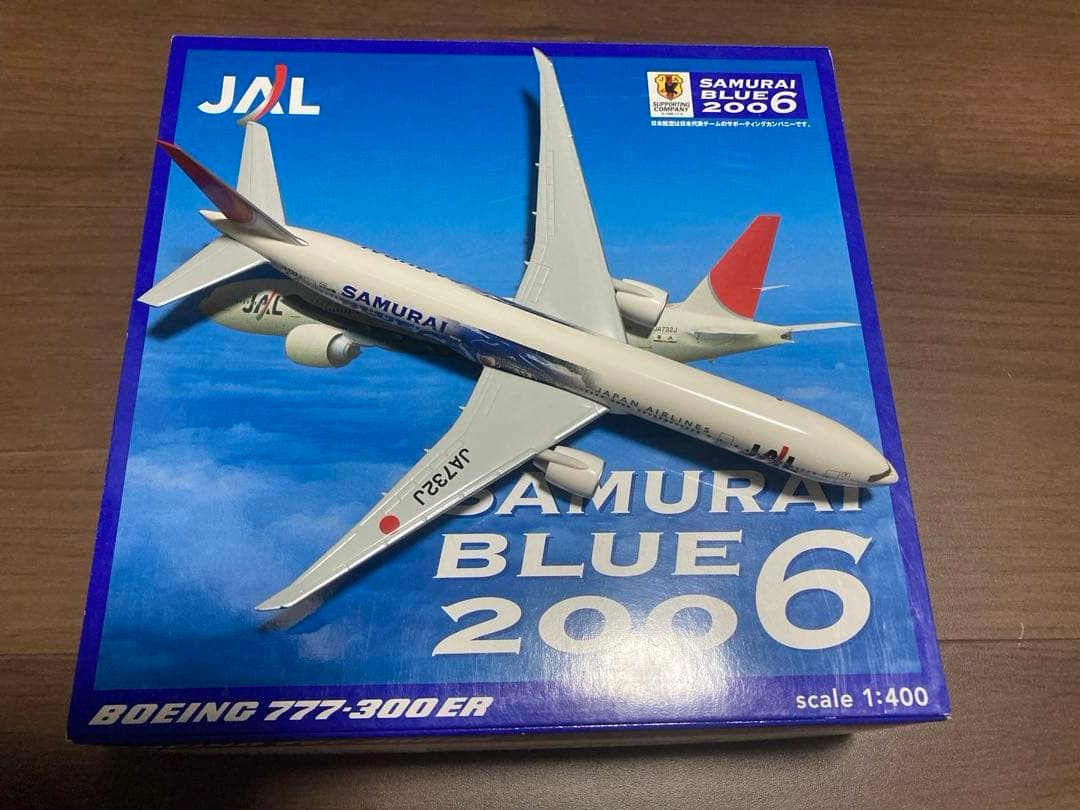 JAL
SUPPORTING
COMPANY
SAMURAI
BLUE
2006
日本航空は日本代表チームのサポーティングカンパニーです。
JAL
SAMURAI
JA732J
JAPAN AIRLINES
JAL
JA732J
SAMURAI
BLUE
2006
BOEING 777-300ER
scale 1:400